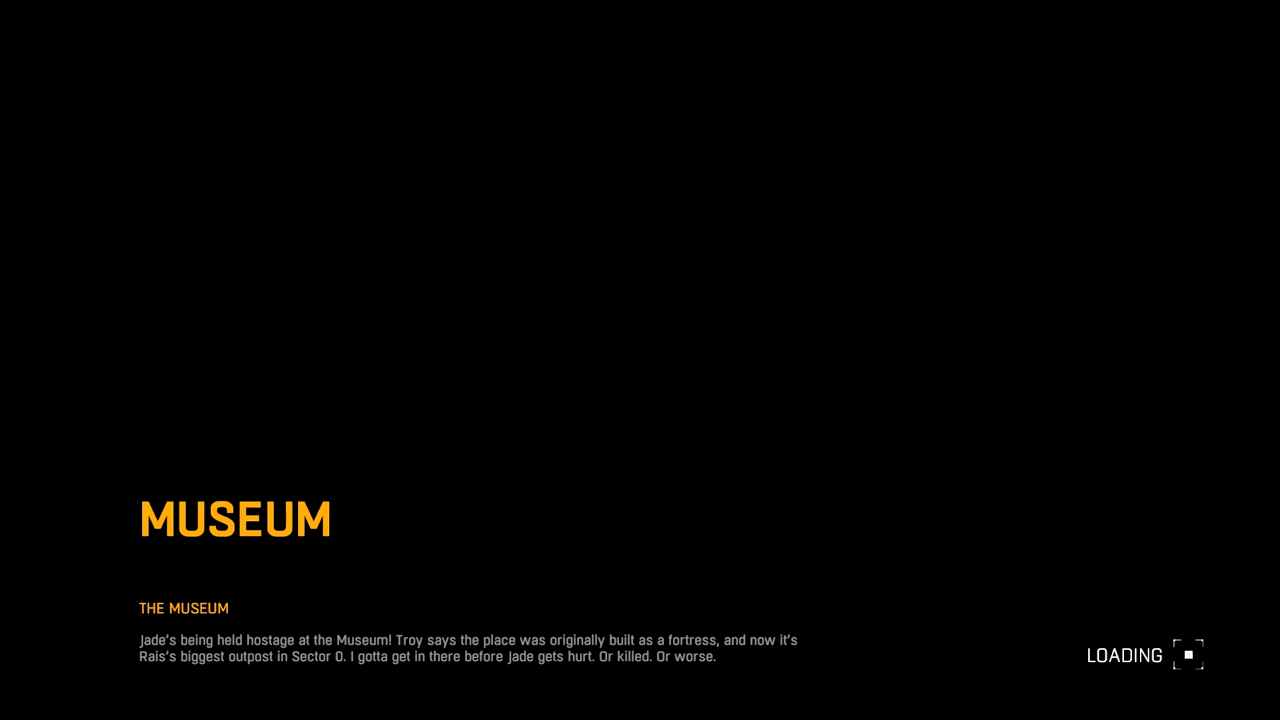 MUSEUM
THE MUSEUM
Jade's being held hostage at the Museum! Troy says the place was originally built as a fortress, and now it's
Rais's biggest outpost in Sector 0. I gotta get in there before Jade gets hurt. Or killed. Or worse.
LOADING